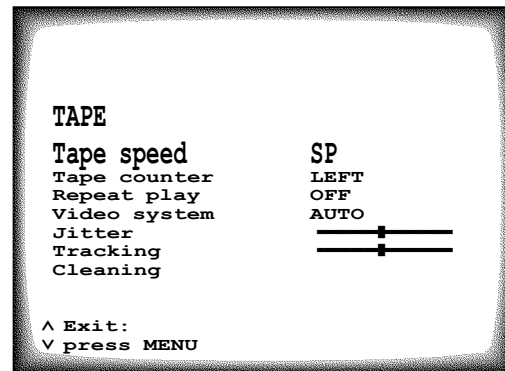 TAPE
Tape speed SP
Tape counter LEFT
Repeat play OFF
Video system AUTO
Jitter
Tracking
Cleaning
∧ Exit:
∨ press MENU